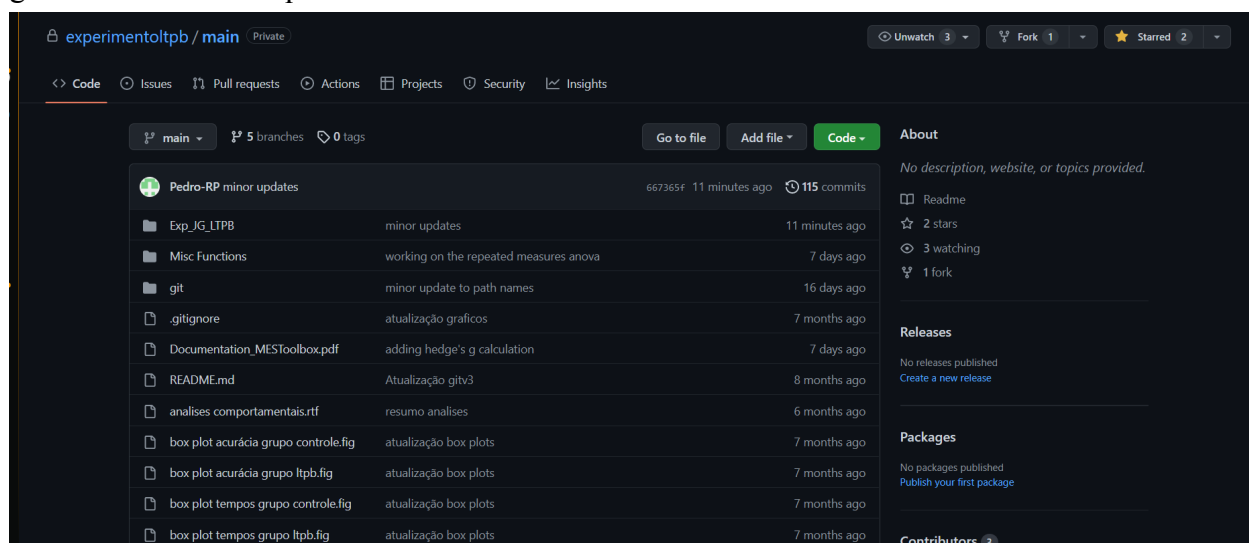 experimentoltpb / main Private
Unwatch 3 Fork 1 Starred 2
Code Issues Pull requests Actions Projects Security Insights
main 5 branches 0 tags Go to file Add file Code
Pedro-RP minor updates 667365f 11 minutes ago 115 commits
Exp_JG_LTPB minor updates 11 minutes ago
Misc Functions working on the repeated measures anova 7 days ago
git minor update to path names 16 days ago
.gitignore atualização graficos 7 months ago
Documentation_MESToolbox.pdf adding hedge's g calculation 7 days ago
README.md Atualização gitv3 8 months ago
analises comportamentais.rtf resumo analises 6 months ago
box plot acurácia grupo controle.fig atualização box plots 7 months ago
box plot acurácia grupo ltpb.fig atualização box plots 7 months ago
box plot tempos grupo controle.fig atualização box plots 7 months ago
box plot tempos grupo ltpb.fig atualização box plots 7 months ago
About
No description, website, or topics provided.
Readme
2 stars
3 watching
1 fork
Releases
No releases published
Create a new release
Packages
No packages published
Publish your first package
Contributors 3